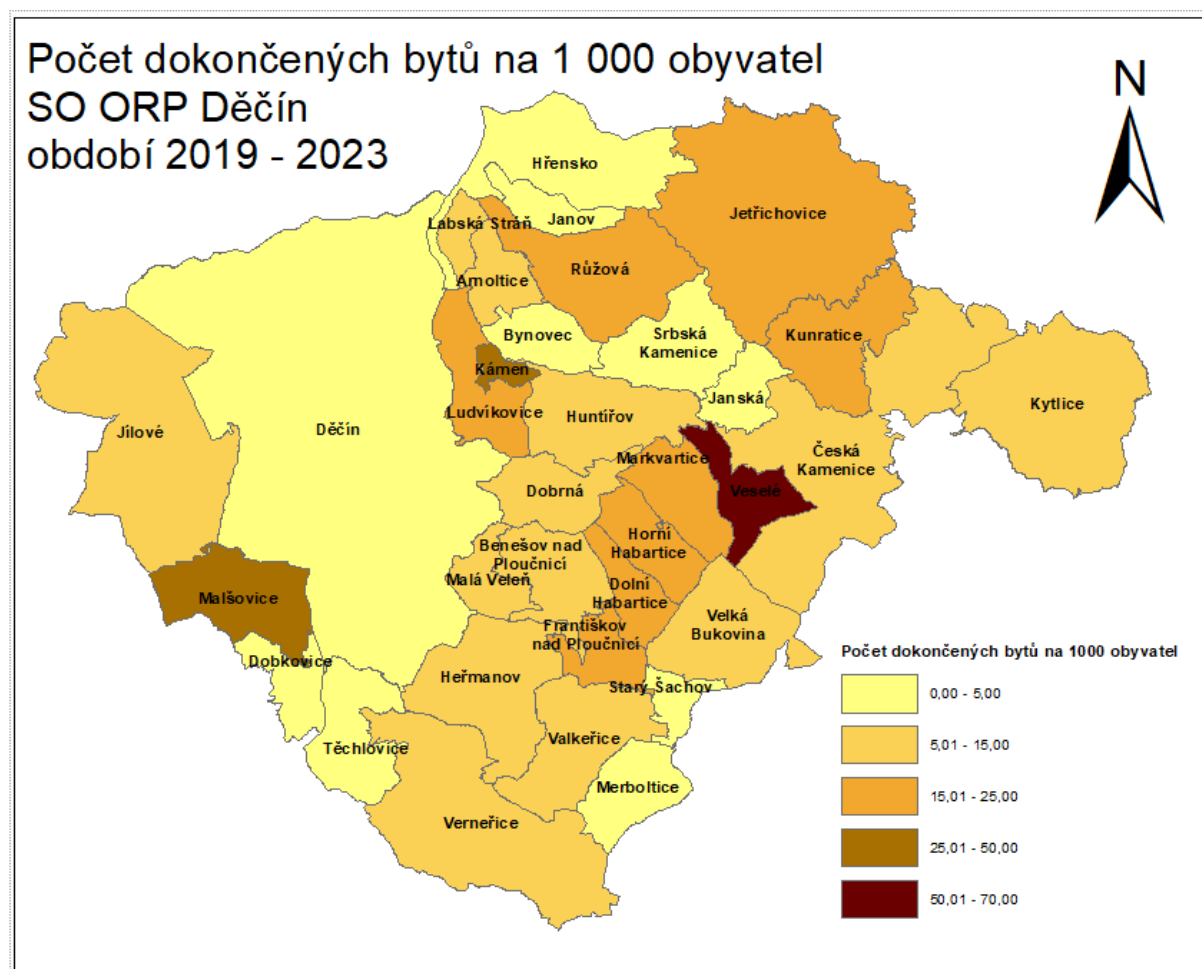 Počet dokončených bytů na 1 000 obyvatel
SO ORP Děčín
období 2019 - 2023
N
Hřensko
Jetřichovice
Janov
Labská Stráň
Růžová
Arnoltice
Bynovec
Srbská
Kamenice
Kunratice
Kámen
Janská
Kytlice
Ludvíkovice
Huntířov
Jílové
Děčín
Česká
Kamenice
Markvartice
Veselé
Dobrná
Horní
Habartice
Benešov nad
Ploučnicí
Malá Veleň
Dolní
Habartice
Malšovice
Velká
Bukovina
Františkov
nad Ploučnicí
Dobkovice
Heřmanov
Starý Šachov
Valkeřice
Těchlovice
Merboltice
Verneřice
Počet dokončených bytů na 1000 obyvatel
0,00 - 5,00
5,01 - 15,00
15,01 - 25,00
25,01 - 50,00
50,01 - 70,00